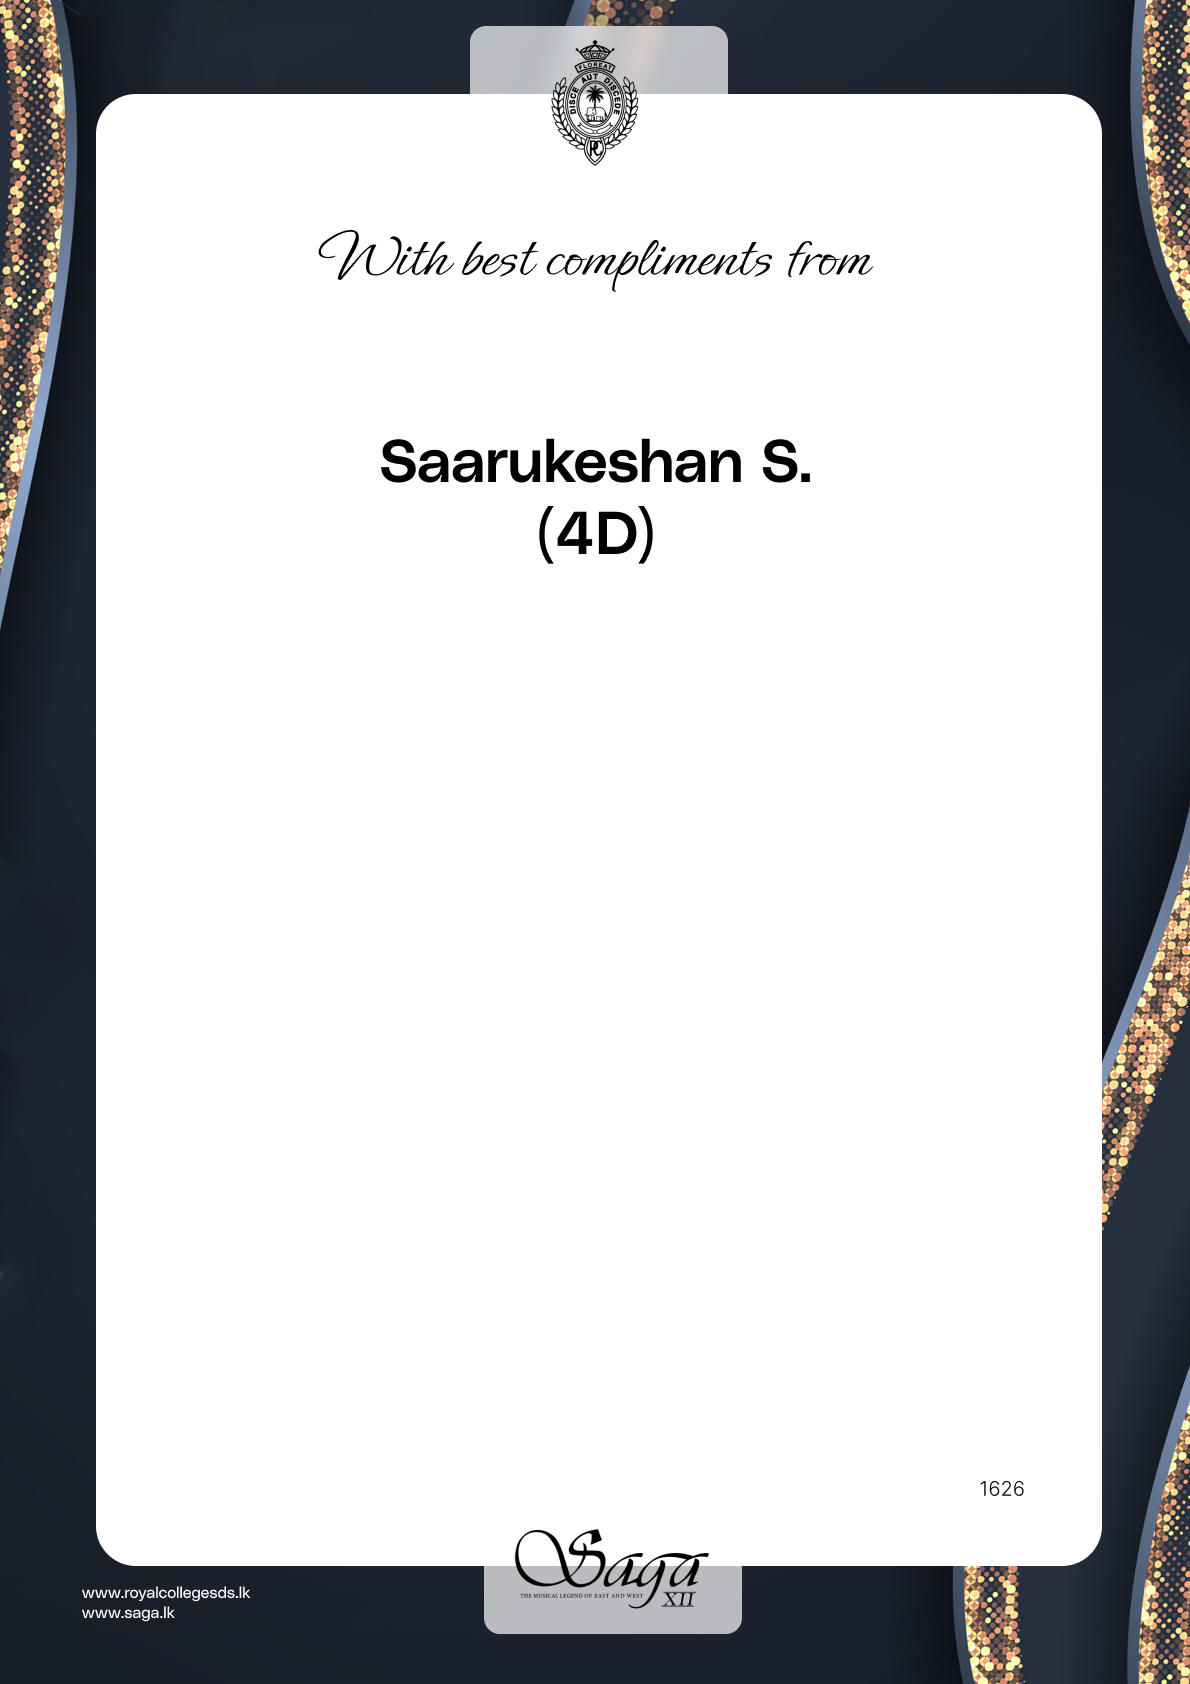 FLOREAT
DISCE AUT DISCEDE
RC
With best compliments from
Saarukeshan S.
(4D)
1626
Saga
THE MUSICAL LEGEND OF EAST AND WEST
XII
www.royalcollegesds.lk
www.saga.lk